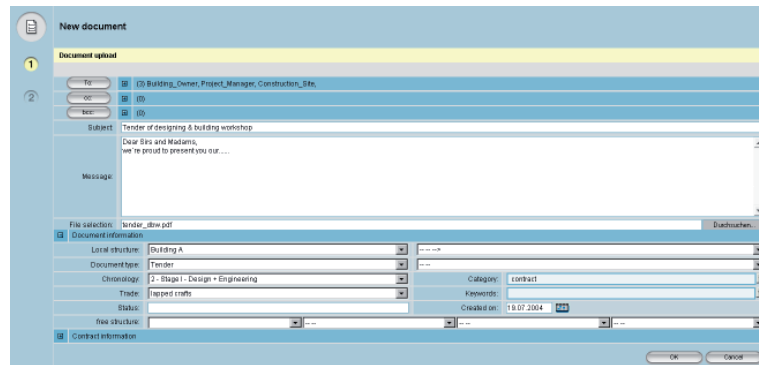 New document
1 Document upload
To: (3) Building_Owner, Project_Manager, Construction_Site,
2 cc: (0)
bcc: (0)
Subject: Tender of designing & building workshop
Dear Sirs and Madams,
we're proud to present you our......
Message:
File selection: tender_dbw.pdf Durchsuchen...
Document information
Local structure: Building A -- -- -->
Document type: Tender -- --
Chronology: 2 - Stage I - Design + Engineering Category: contract
Trade: lapped crafts Keywords:
Status: Created on: 19.07.2004
free structure: -- -- -- -- -- --
Contract information
OK Cancel